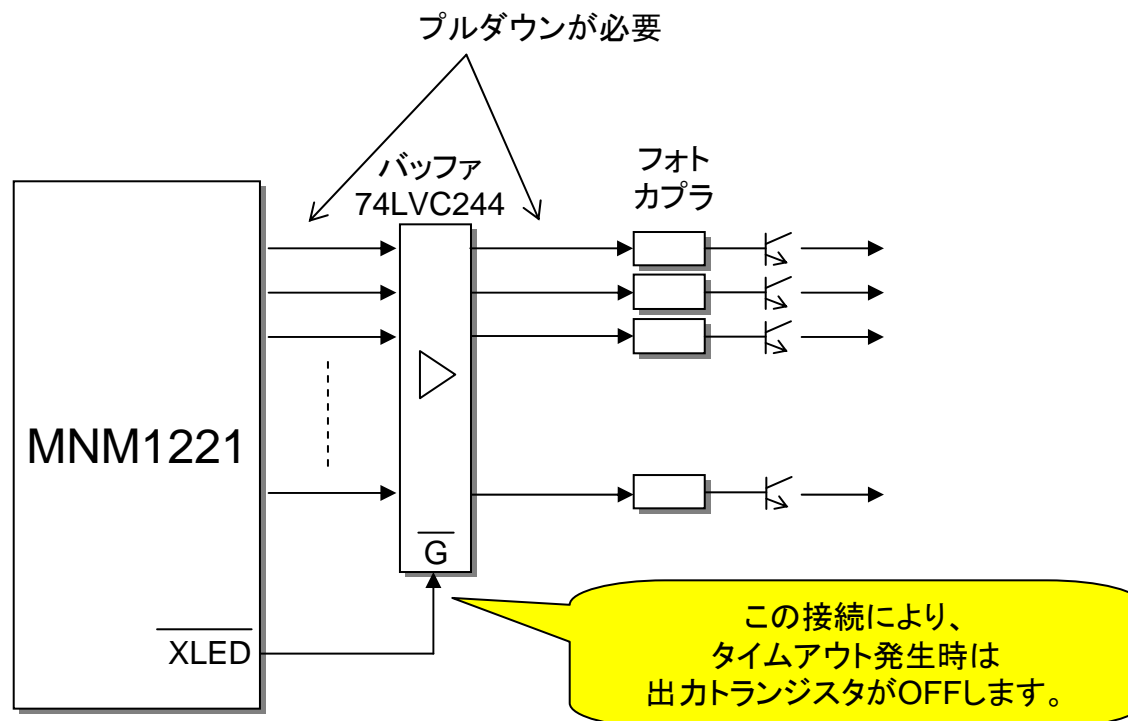 プルダウンが必要
バッファ
74LVC244
フォト
カプラ
MNM1221
G
XLED
この接続により、
タイムアウト発生時は
出力トランジスタがOFFします。